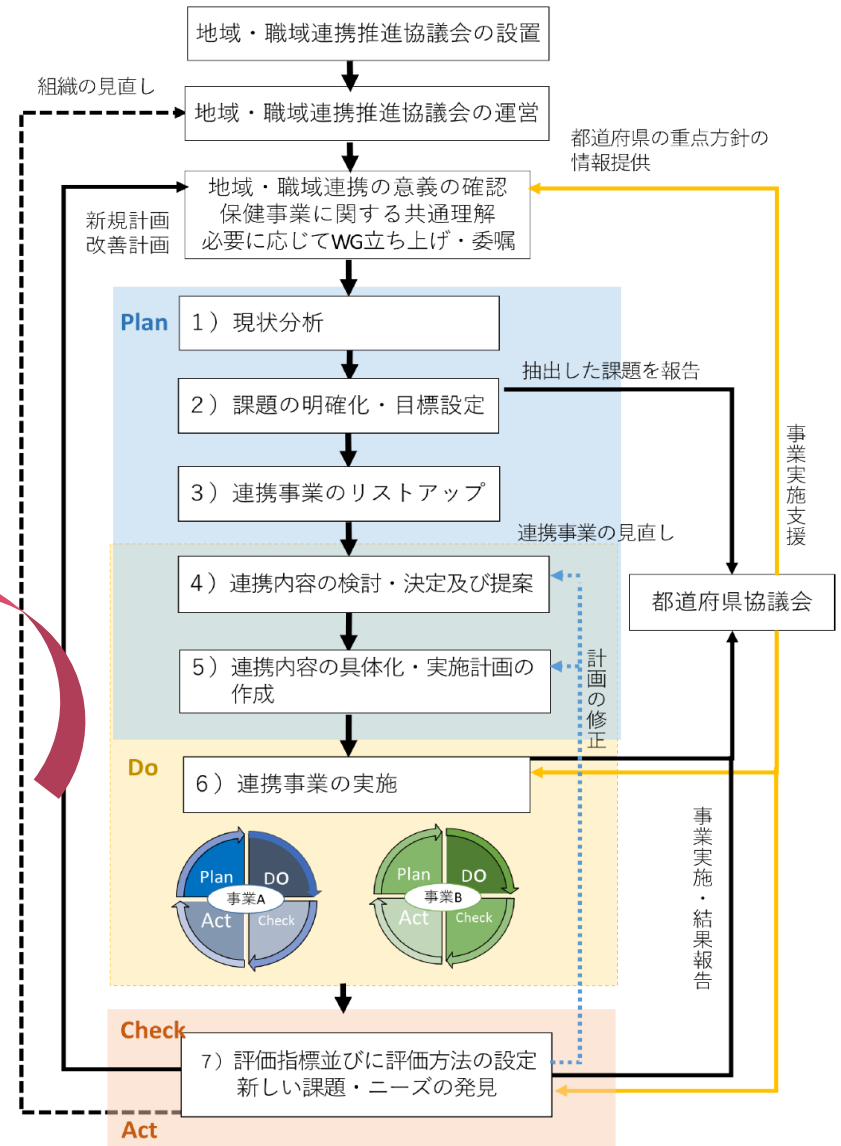 地域・職域連携推進協議会の設置
組織の見直し
地域・職域連携推進協議会の運営
都道府県の重点方針の
情報提供
地域・職域連携の意義の確認
保健事業に関する共通理解
必要に応じてWG立ち上げ・委嘱
新規計画
改善計画
Plan
1）現状分析
抽出した課題を報告
2）課題の明確化・目標設定
事業実施支援
3）連携事業のリストアップ
連携事業の見直し
4）連携内容の検討・決定及び提案
都道府県協議会
5）連携内容の具体化・実施計画の
作成
計画の修正
Do
6）連携事業の実施
事業実施・結果報告
Plan
DO
事業A
Act
Check
Plan
DO
事業B
Act
Check
Check
7）評価指標並びに評価方法の設定
新しい課題・ニーズの発見
Act